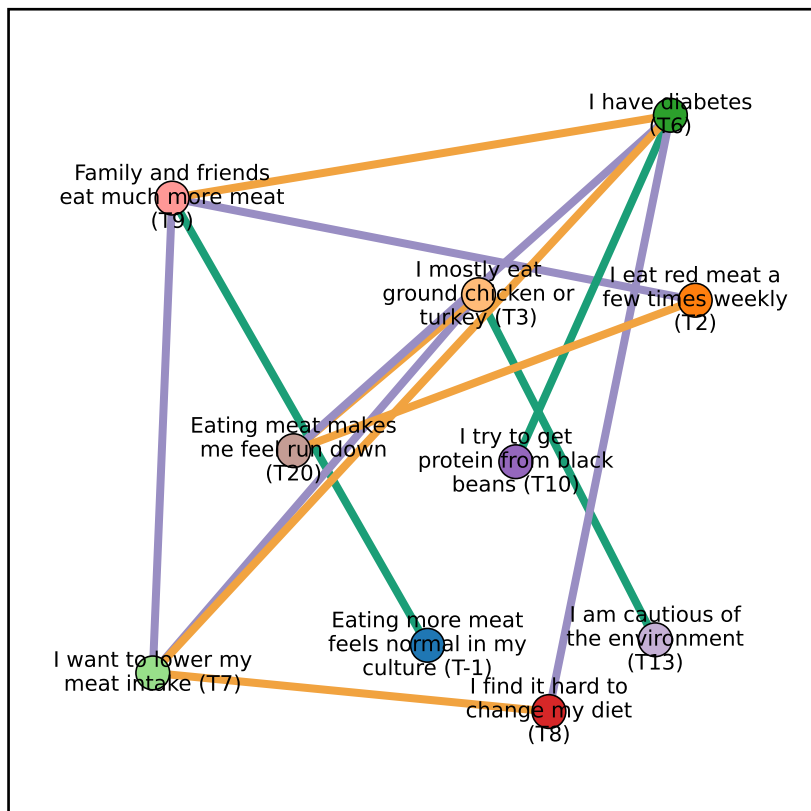 I have diabetes
(T6)
Family and friends
eat much more meat
(T9)
I mostly eat
ground chicken or
turkey (T3)
I eat red meat a
few times weekly
(T2)
Eating meat makes
me feel run down
(T20)
I try to get
protein from black
beans (T10)
Eating more meat
feels normal in my
culture (T-1)
I am cautious of
the environment
(T13)
I want to lower my
meat intake (T7)
I find it hard to
change my diet
(T8)